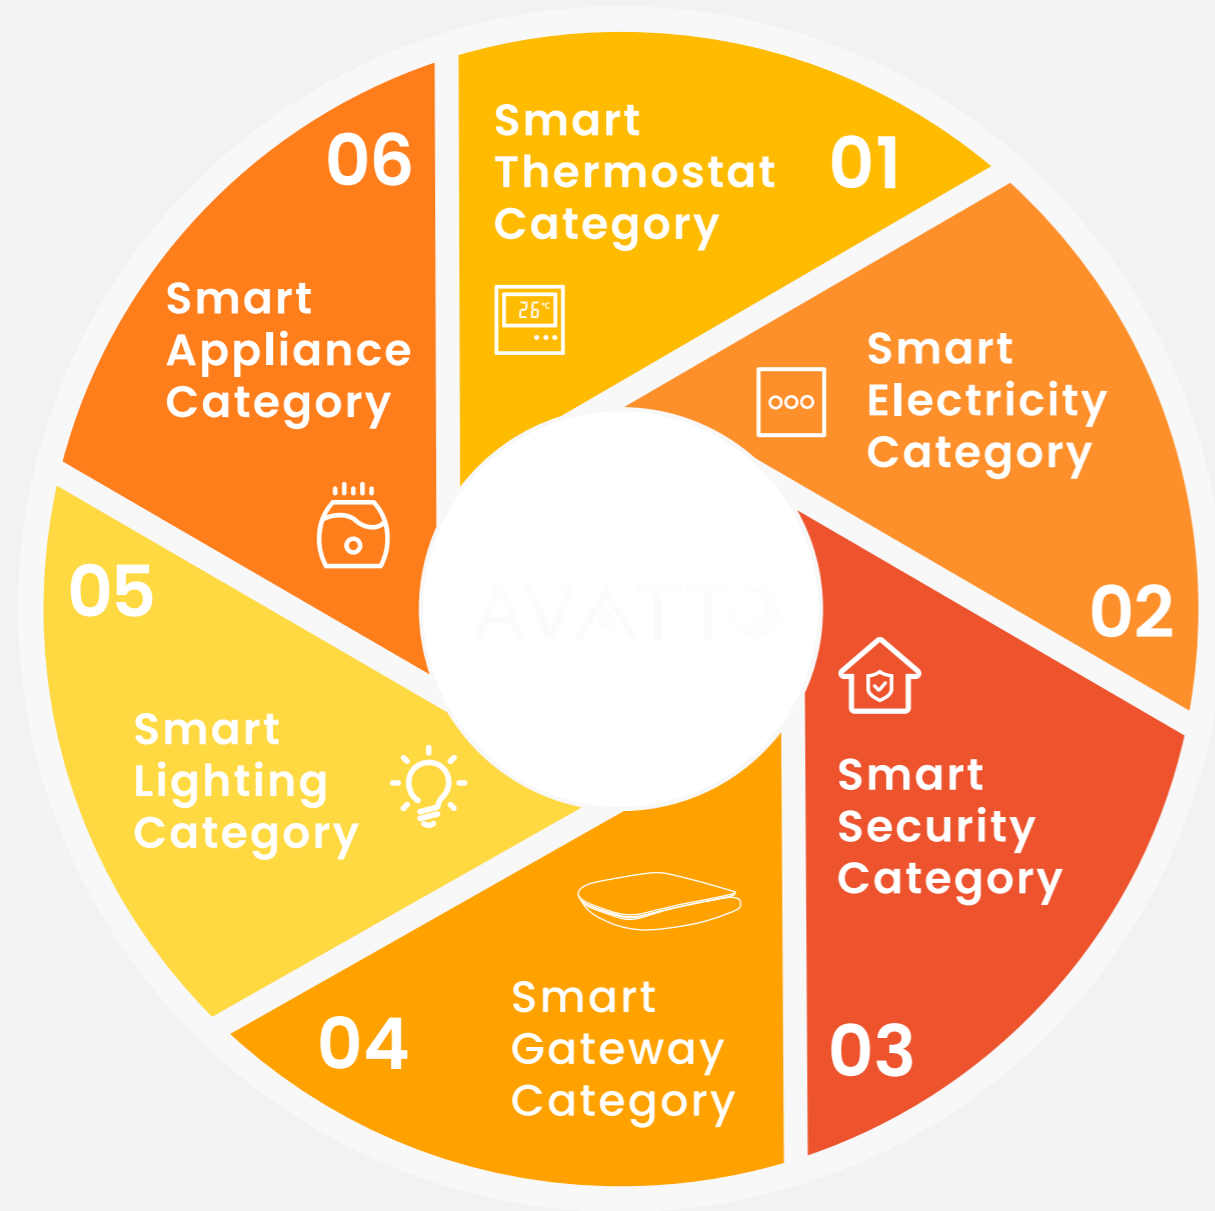 01
Smart
Thermostat
Category
26℃
02
Smart
Electricity
Category
03
Smart
Security
Category
04
Smart
Gateway
Category
05
Smart
Lighting
Category
06
Smart
Appliance
Category
AVATTO